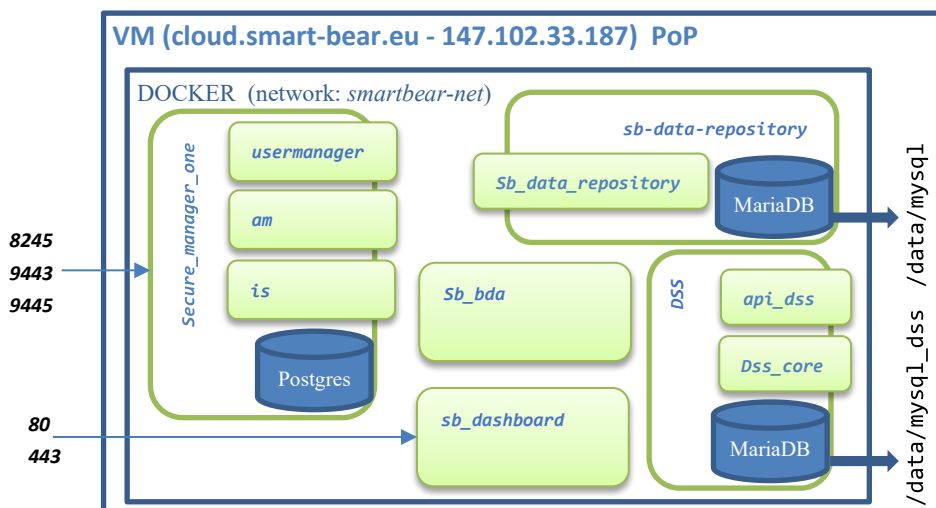 VM (cloud.smart-bear.eu - 147.102.33.187) PoP
DOCKER (network: smartbear-net)
Secure_manager_one
usermanager
am
is
Postgres
8245
9443
9445
80
443
sb-data-repository
Sb_data_repository
MariaDB
/data/mysql
Sb_bda
sb_dashboard
DSS
api_dss
Dss_core
MariaDB
/data/mysql_dss